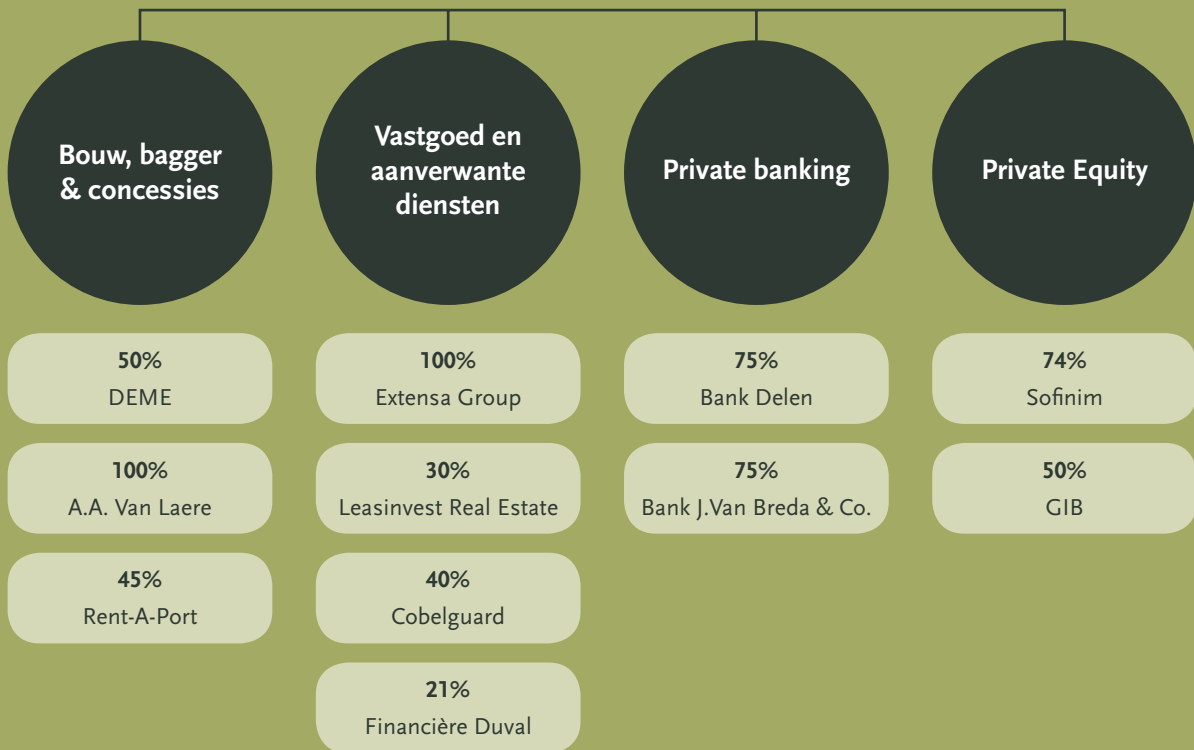 Bouw, bagger
& concessies
Vastgoed en
aanverwante
diensten
Private banking
Private Equity
50%
DEME
100%
A.A. Van Laere
45%
Rent-A-Port
100%
Extensa Group
30%
Leasinvest Real Estate
40%
Cobelguard
21%
Financière Duval
75%
Bank Delen
75%
Bank J.Van Breda & Co.
74%
Sofinim
50%
GIB